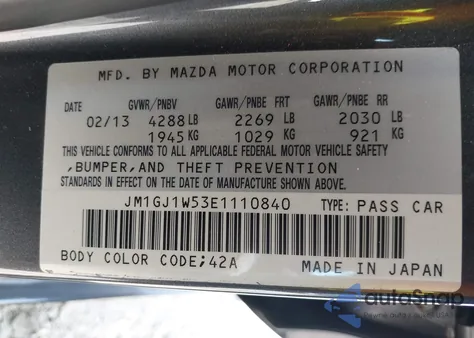 MFD. BY MAZDA MOTOR CORPORATION
DATE GVWR/PNBV GAWR/PNBE FRT GAWR/PNBE RR
02/13 4288 LB 2269 LB 2030 LB
1945 KG 1029 KG 921 KG
THIS VEHICLE CONFORMS TO ALL APPLICABLE FEDERAL MOTOR VEHICLE SAFETY
,BUMPER,AND THEFT PREVENTION
STANDARDS IN EFFECT ON THE DATE OF MANUFACTURE SHOWN ABOVE.
JM1GJ1W53E1110840 TYPE: PASS CAR
BODY COLOR CODE;42A MADE IN JAPAN
autoSnap